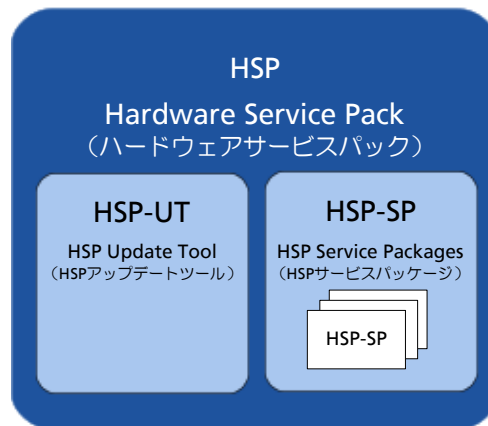 HSP
Hardware Service Pack
（ハードウェアサービスパック）
HSP-UT
HSP Update Tool
（HSPアップデートツール）
HSP-SP
HSP Service Packages
（HSPサービスパッケージ）
HSP-SP